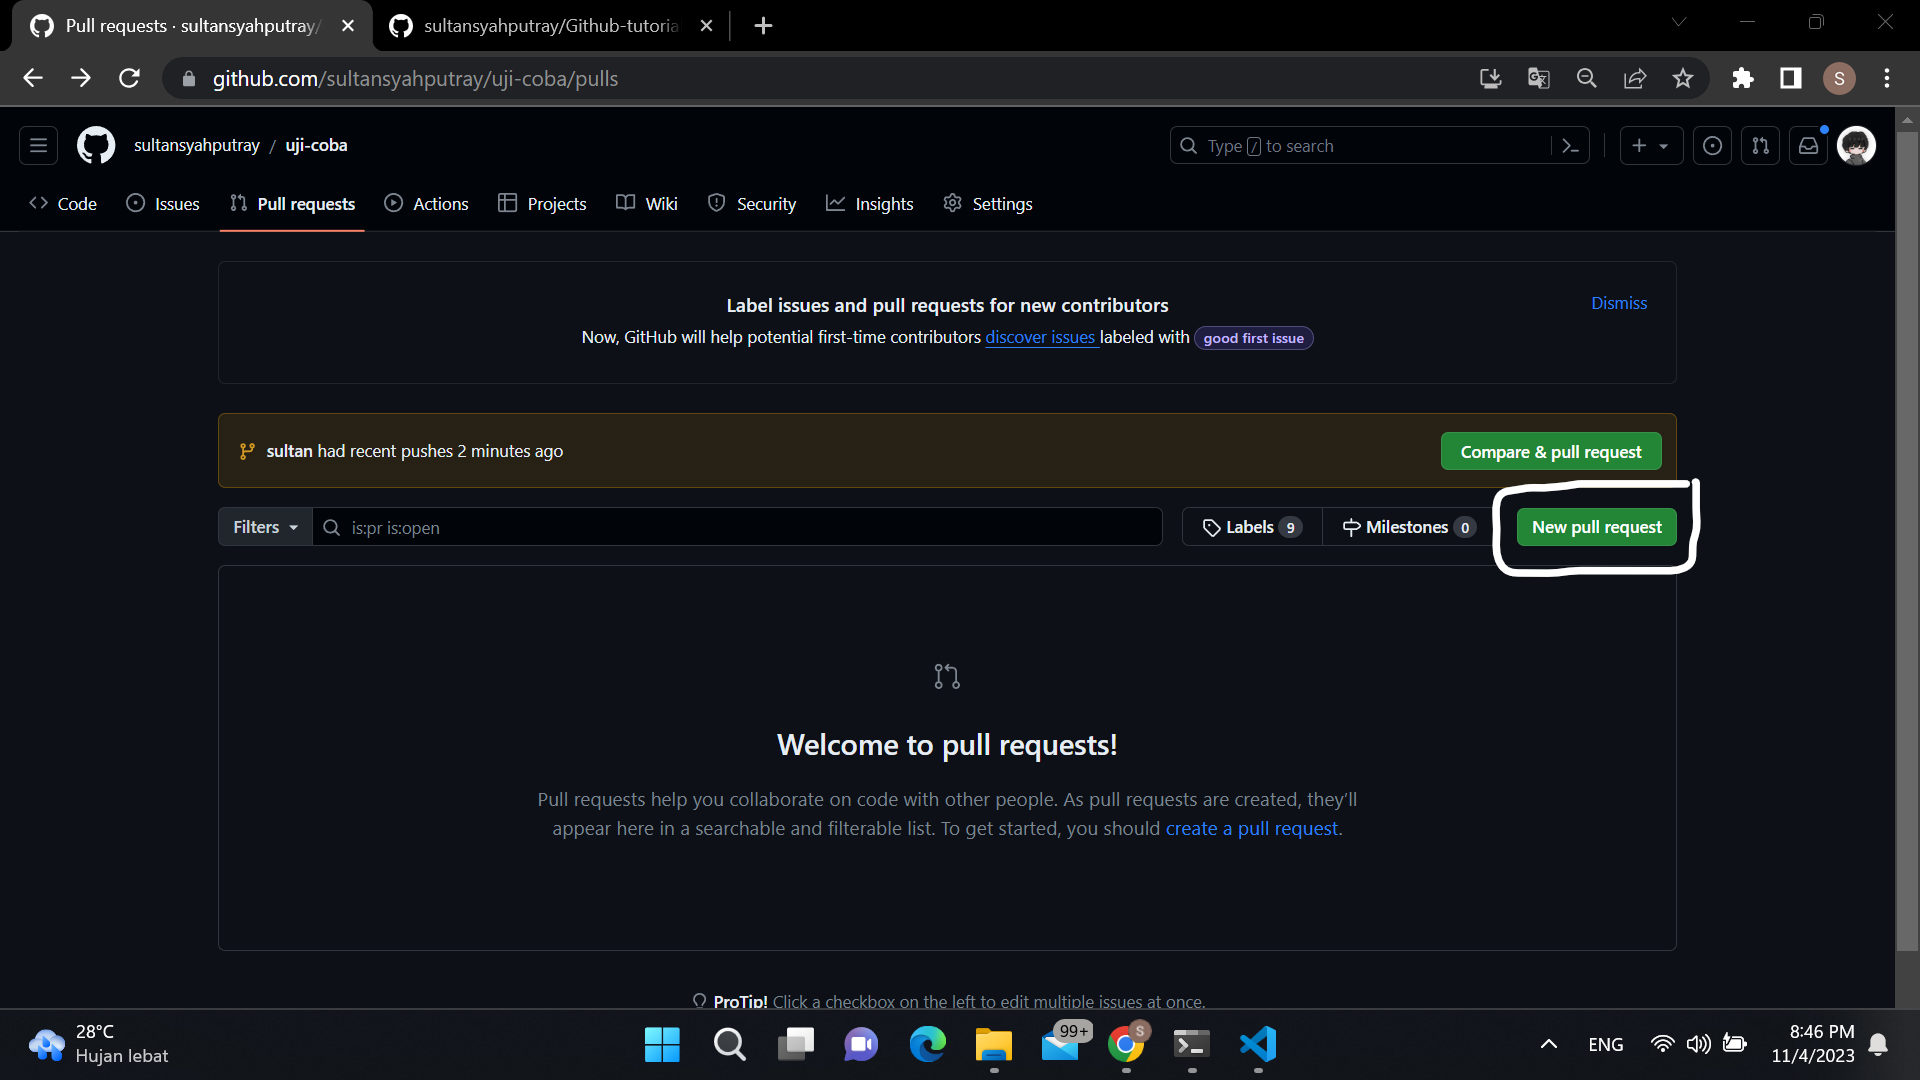 Pull requests · sultansyahputray/
sultansyahputray/Github-tutoria
github.com/sultansyahputray/uji-coba/pulls
S
sultansyahputray / uji-coba
Type / to search
Code
Issues
Pull requests
Actions
Projects
Wiki
Security
Insights
Settings
Label issues and pull requests for new contributors
Dismiss
Now, GitHub will help potential first-time contributors discover issues labeled with good first issue
sultan had recent pushes 2 minutes ago
Compare & pull request
Filters
is:pr is:open
Labels 9
Milestones 0
New pull request
Welcome to pull requests!
Pull requests help you collaborate on code with other people. As pull requests are created, they'll
appear here in a searchable and filterable list. To get started, you should create a pull request.
ProTip! Click a checkbox on the left to edit multiple issues at once.
28°C
Hujan lebat
99+
S
ENG
8:46 PM
11/4/2023